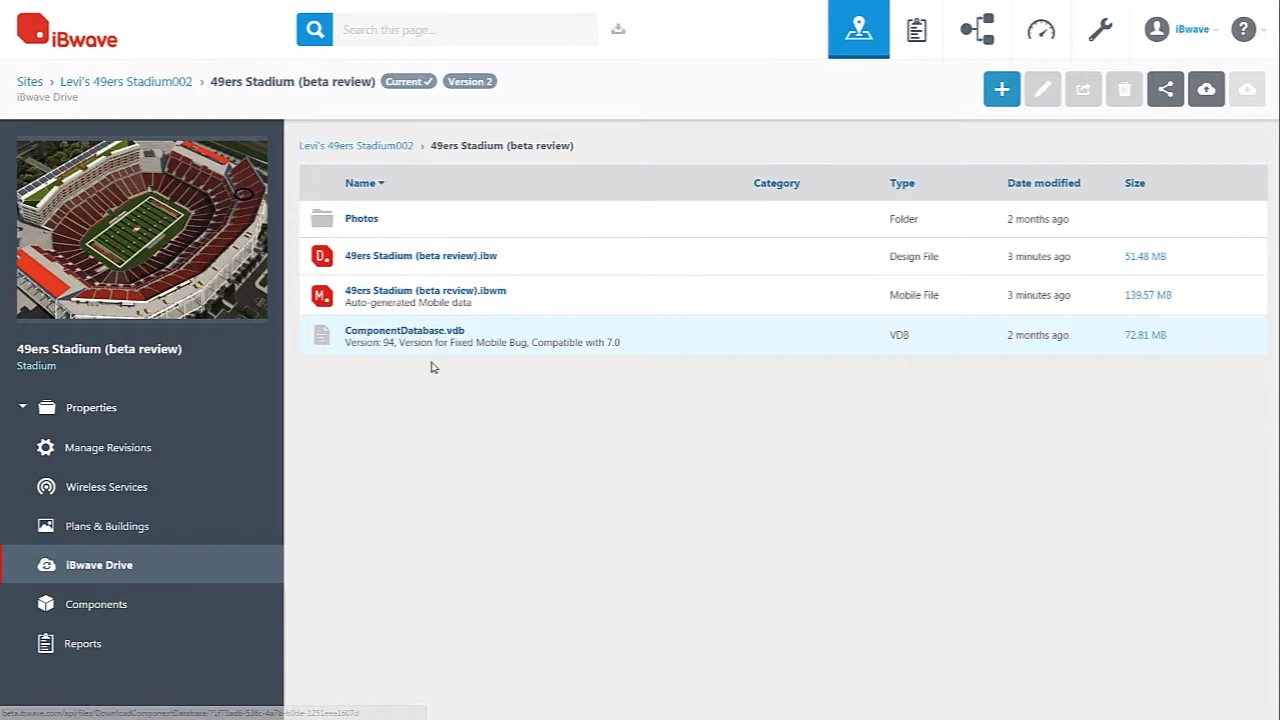 iBwave
Search this page...
iBwave
?
Sites › Levi's 49ers Stadium002 › 49ers Stadium (beta review) Current ✓ Version 2
iBwave Drive
Levi's 49ers Stadium002 › 49ers Stadium (beta review)
Name Category Type Date modified Size
Photos Folder 2 months ago
D. 49ers Stadium (beta review).ibw Design File 3 minutes ago 51.48 MB
M. 49ers Stadium (beta review).ibwm Mobile File 3 minutes ago 139.57 MB
Auto-generated Mobile data
ComponentDatabase.vdb VDB 2 months ago 72.81 MB
Version: 94, Version for Fixed Mobile Bug, Compatible with 7.0
49ers Stadium (beta review)
Stadium
Properties
Manage Revisions
Wireless Services
Plans & Buildings
iBwave Drive
Components
Reports